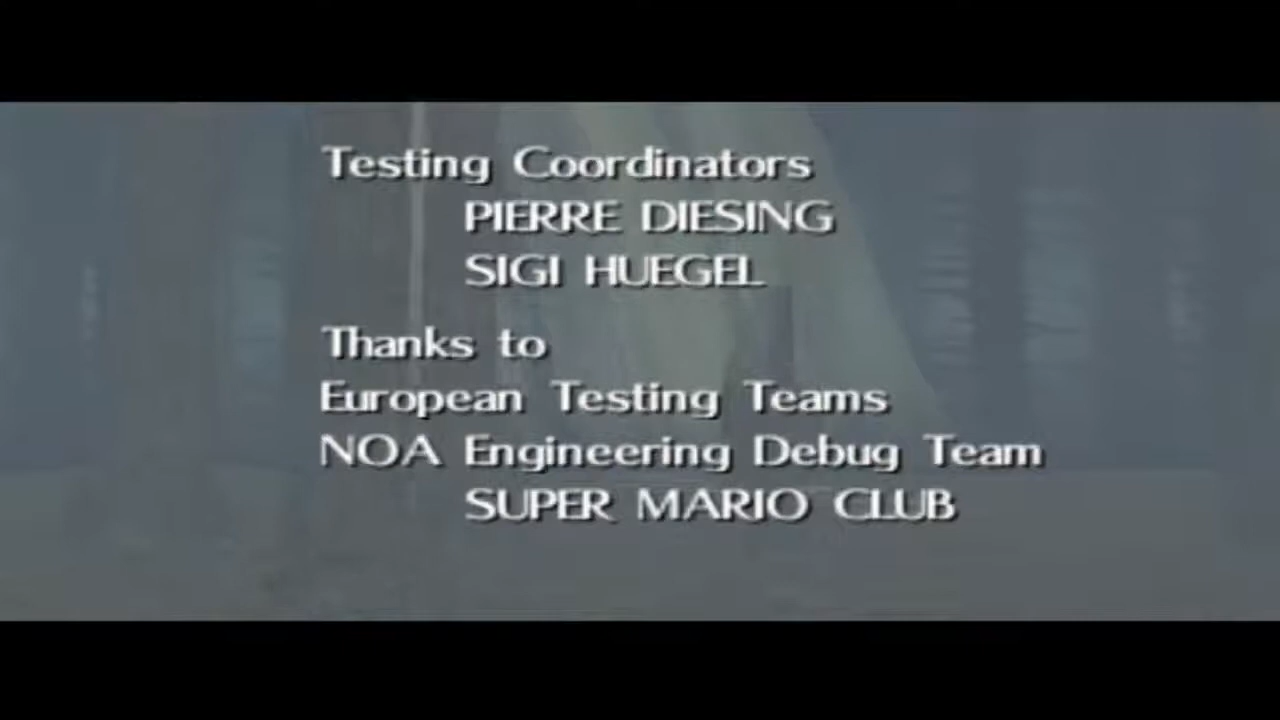 Testing Coordinators
PIERRE DIESING
SIGI HUEGEL
Thanks to
European Testing Teams
NOA Engineering Debug Team
SUPER MARIO CLUB